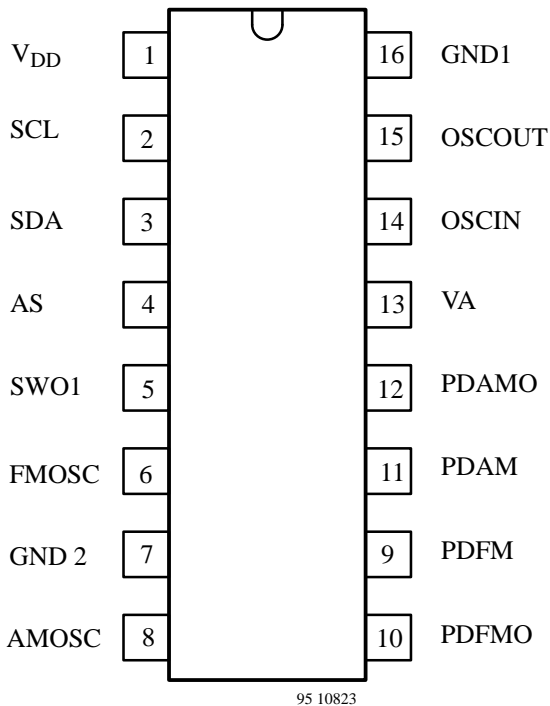 VDD 1 16 GND1
SCL 2 15 OSCOUT
SDA 3 14 OSCIN
AS 4 13 VA
SWO1 5 12 PDAMO
FMOSC 6 11 PDAM
GND 2 7 9 PDFM
AMOSC 8 10 PDFMO
95 10823